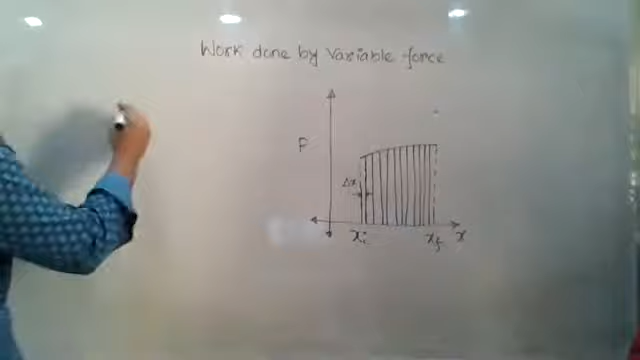 Work done by Variable force
F
Δx
xi
xf
x